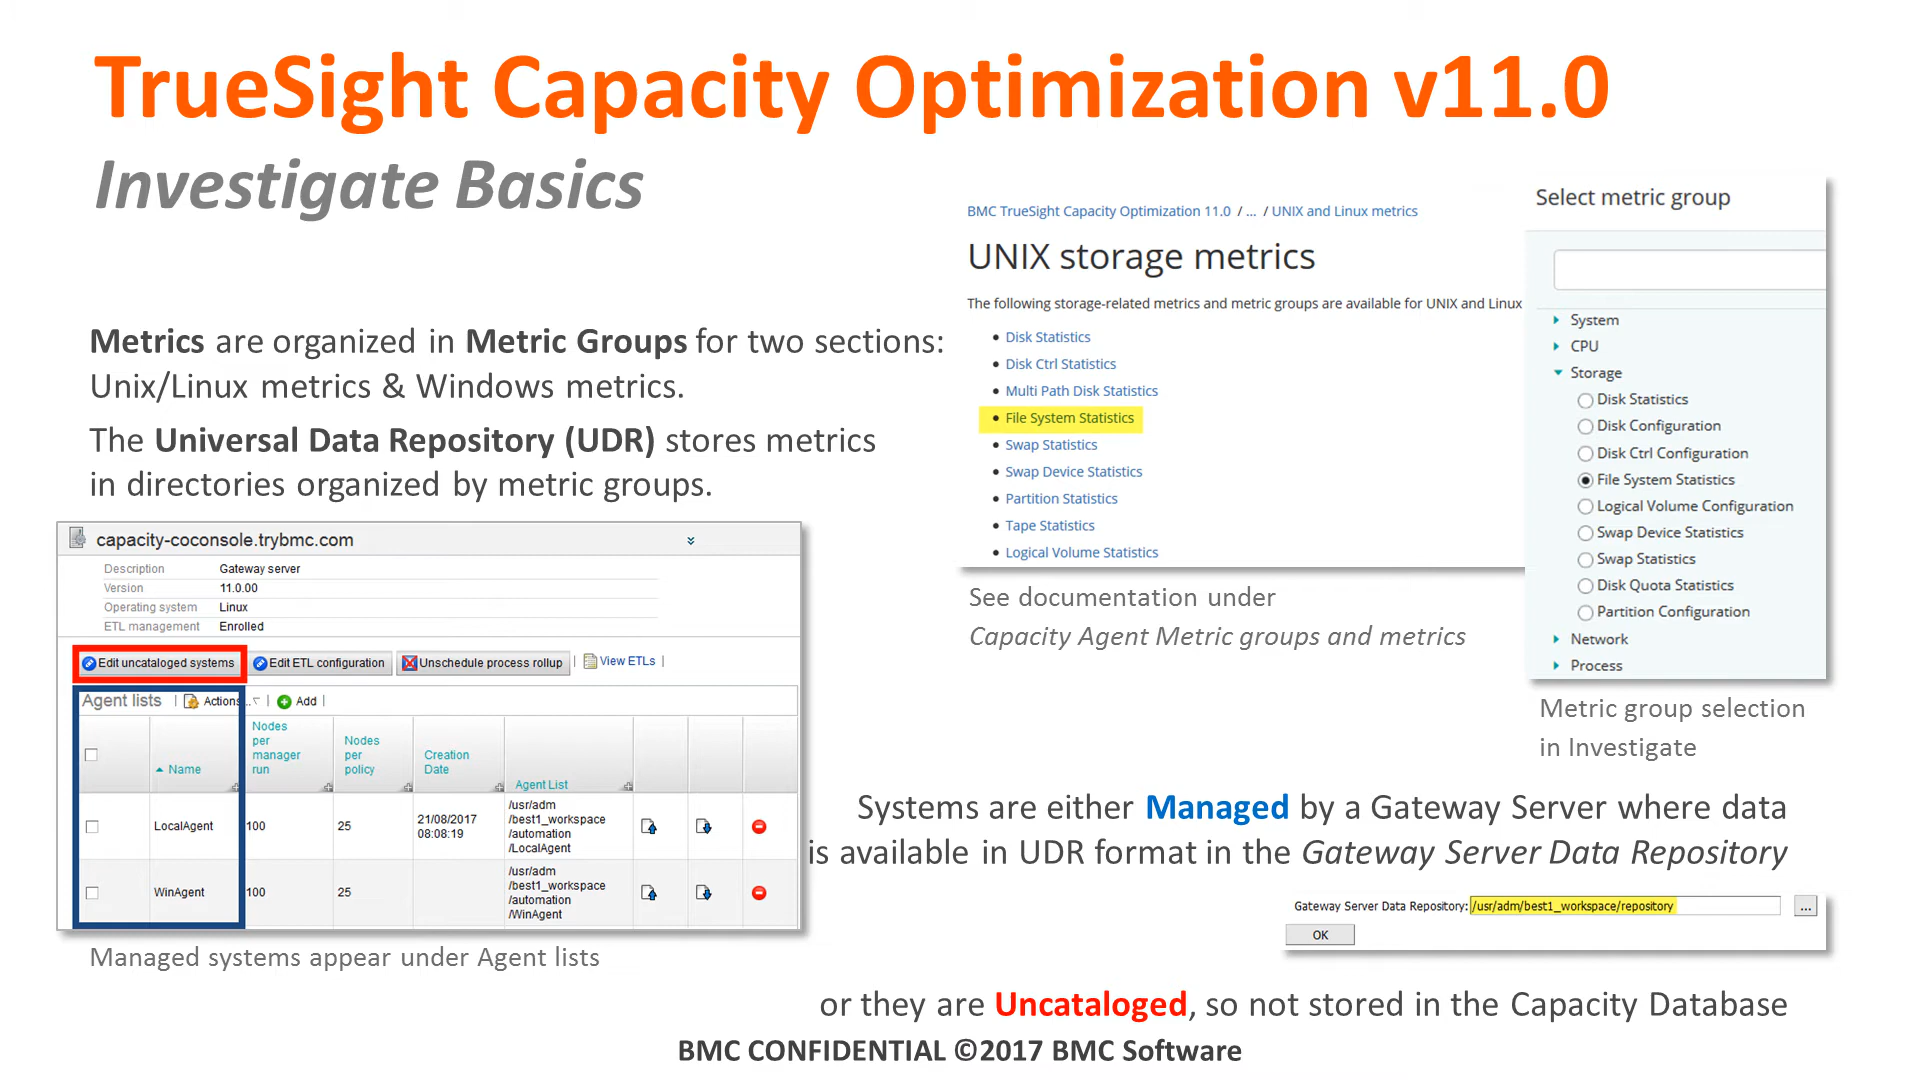 TrueSight Capacity Optimization v11.0
Investigate Basics
Metrics are organized in Metric Groups for two sections:
Unix/Linux metrics & Windows metrics.
The Universal Data Repository (UDR) stores metrics
in directories organized by metric groups.
BMC TrueSight Capacity Optimization 11.0 / ... / UNIX and Linux metrics
UNIX storage metrics
The following storage-related metrics and metric groups are available for UNIX and Linux
• Disk Statistics
• Disk Ctrl Statistics
• Multi Path Disk Statistics
• File System Statistics
• Swap Statistics
• Swap Device Statistics
• Partition Statistics
• Tape Statistics
• Logical Volume Statistics
See documentation under
Capacity Agent Metric groups and metrics
Select metric group
System
CPU
Storage
Disk Statistics
Disk Configuration
Disk Ctrl Configuration
File System Statistics
Logical Volume Configuration
Swap Device Statistics
Swap Statistics
Disk Quota Statistics
Partition Configuration
Network
Process
Metric group selection
in Investigate
capacity-coconsole.trybmc.com
Description Gateway server
Version 11.0.00
Operating system Linux
ETL management Enrolled
Edit uncataloged systems Edit ETL configuration Unschedule process rollup | View ETLs |
Agent lists | Actions... | Add |
Name
Nodes
per
manager
run
Nodes
per
policy
Creation
Date
Agent List
LocalAgent 100 25
21/08/2017
08:08:19
/usr/adm
/best1_workspace
/automation
/LocalAgent
WinAgent 100 25
/usr/adm
/best1_workspace
/automation
/WinAgent
Managed systems appear under Agent lists
Systems are either Managed by a Gateway Server where data
is available in UDR format in the Gateway Server Data Repository
Gateway Server Data Repository: /usr/adm/best1_workspace/repository ...
OK
or they are Uncataloged, so not stored in the Capacity Database
BMC CONFIDENTIAL ©2017 BMC Software